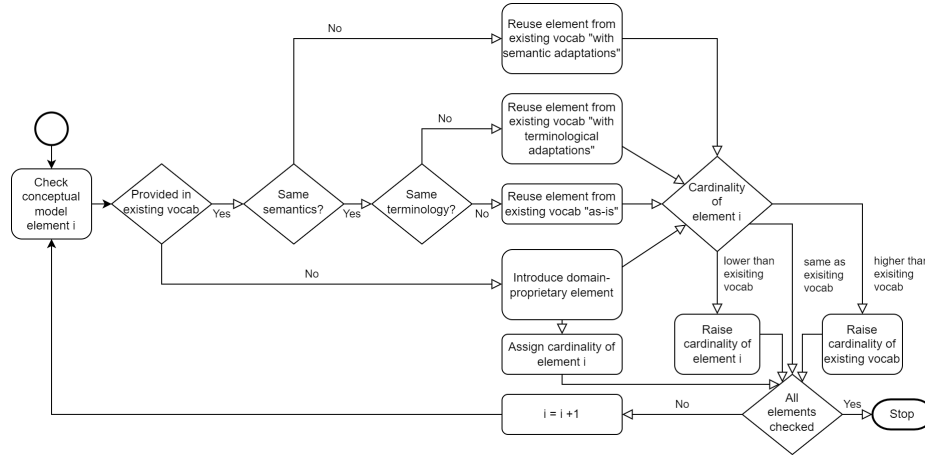 No
Reuse element from
existing vocab "with
semantic adaptations"
Reuse element from
existing vocab "with
terminological
adaptations"
No
Check
conceptual
model
element i
Provided in
existing vocab
Yes
Same
semantics?
Yes
Same
terminology?
No
Reuse element from
existing vocab "as-is"
Cardinality
of
element i
No
Introduce domain-
proprietary element
lower than
exisiting
vocab
same as
exisiting
vocab
higher than
exisiting
vocab
Assign cardinality of
element i
Raise
cardinality of
element i
Raise
cardinality of
existing vocab
All
elements
checked
Yes
Stop
No
i = i +1